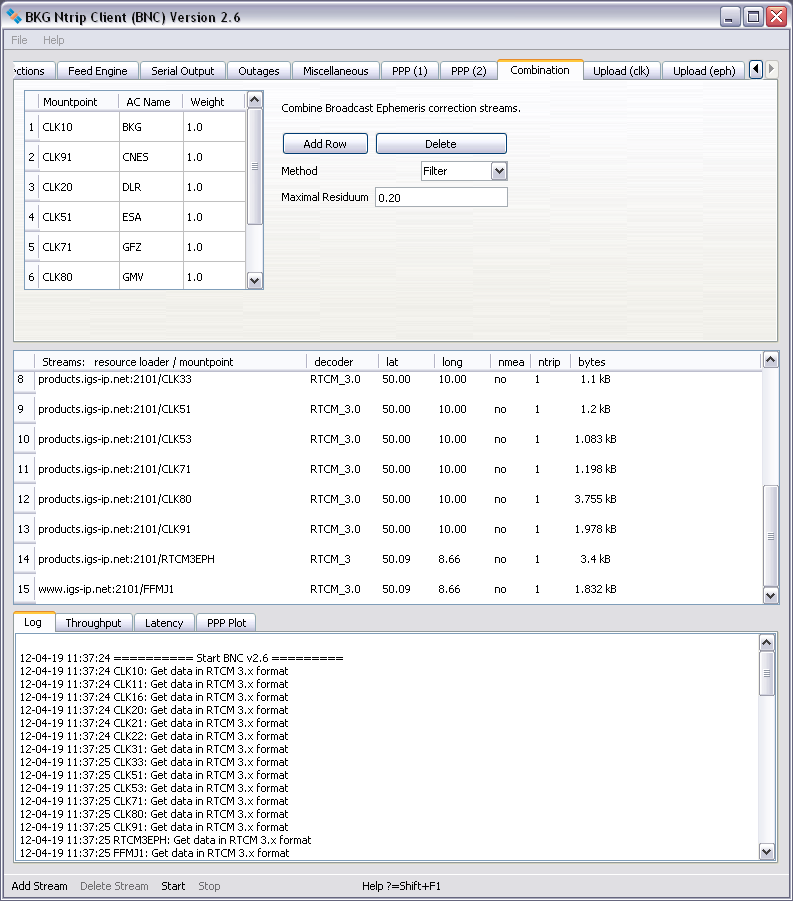 BKG Ntrip Client (BNC) Version 2.6
File Help
ctions Feed Engine Serial Output Outages Miscellaneous PPP (1) PPP (2) Combination Upload (clk) Upload (eph)
Mountpoint AC Name Weight
1 CLK10 BKG 1.0
2 CLK91 CNES 1.0
3 CLK20 DLR 1.0
4 CLK51 ESA 1.0
5 CLK71 GFZ 1.0
6 CLK80 GMV 1.0
Combine Broadcast Ephemeris correction streams.
Add Row Delete
Method Filter
Maximal Residuum 0.20
Streams: resource loader / mountpoint decoder lat long nmea ntrip bytes
8 products.igs-ip.net:2101/CLK33 RTCM_3.0 50.00 10.00 no 1 1.1 kB
9 products.igs-ip.net:2101/CLK51 RTCM_3.0 50.00 10.00 no 1 1.2 kB
10 products.igs-ip.net:2101/CLK53 RTCM_3.0 50.00 10.00 no 1 1.083 kB
11 products.igs-ip.net:2101/CLK71 RTCM_3.0 50.00 10.00 no 1 1.198 kB
12 products.igs-ip.net:2101/CLK80 RTCM_3.0 50.00 10.00 no 1 3.755 kB
13 products.igs-ip.net:2101/CLK91 RTCM_3.0 50.00 10.00 no 1 1.978 kB
14 products.igs-ip.net:2101/RTCM3EPH RTCM_3 50.09 8.66 no 1 3.4 kB
15 www.igs-ip.net:2101/FFMJ1 RTCM_3.0 50.09 8.66 no 1 1.832 kB
Log Throughput Latency PPP Plot
12-04-19 11:37:24 ========== Start BNC v2.6 =========
12-04-19 11:37:24 CLK10: Get data in RTCM 3.x format
12-04-19 11:37:24 CLK11: Get data in RTCM 3.x format
12-04-19 11:37:24 CLK16: Get data in RTCM 3.x format
12-04-19 11:37:24 CLK20: Get data in RTCM 3.x format
12-04-19 11:37:24 CLK21: Get data in RTCM 3.x format
12-04-19 11:37:24 CLK22: Get data in RTCM 3.x format
12-04-19 11:37:25 CLK31: Get data in RTCM 3.x format
12-04-19 11:37:25 CLK33: Get data in RTCM 3.x format
12-04-19 11:37:25 CLK51: Get data in RTCM 3.x format
12-04-19 11:37:25 CLK53: Get data in RTCM 3.x format
12-04-19 11:37:25 CLK71: Get data in RTCM 3.x format
12-04-19 11:37:25 CLK80: Get data in RTCM 3.x format
12-04-19 11:37:25 CLK91: Get data in RTCM 3.x format
12-04-19 11:37:25 RTCM3EPH: Get data in RTCM 3.x format
12-04-19 11:37:25 FFMJ1: Get data in RTCM 3.x format
Add Stream Delete Stream Start Stop Help ?=Shift+F1